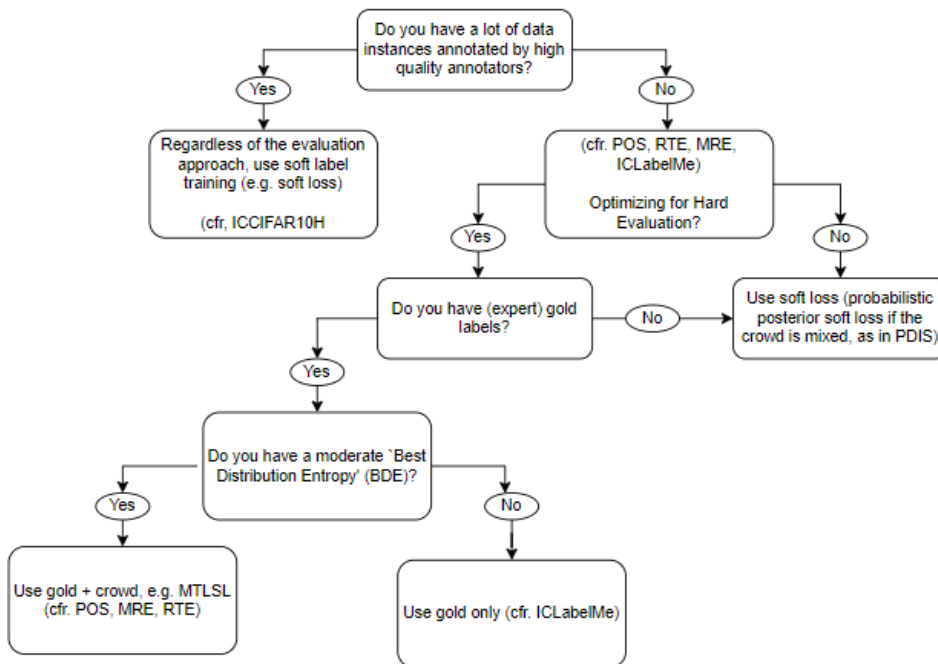 Do you have a lot of data
instances annotated by high
quality annotators?
Yes
No
Regardless of the evaluation
approach, use soft label
training (e.g. soft loss)
(cfr, ICCIFAR10H
(cfr. POS, RTE, MRE,
ICLabelMe)
Optimizing for Hard
Evaluation?
Yes
No
Do you have (expert) gold
labels?
No
Use soft loss (probabilistic
posterior soft loss if the
crowd is mixed, as in PDIS)
Yes
Do you have a moderate `Best
Distribution Entropy' (BDE)?
Yes
No
Use gold + crowd, e.g. MTLSL
(cfr. POS, MRE, RTE)
Use gold only (cfr. ICLabelMe)